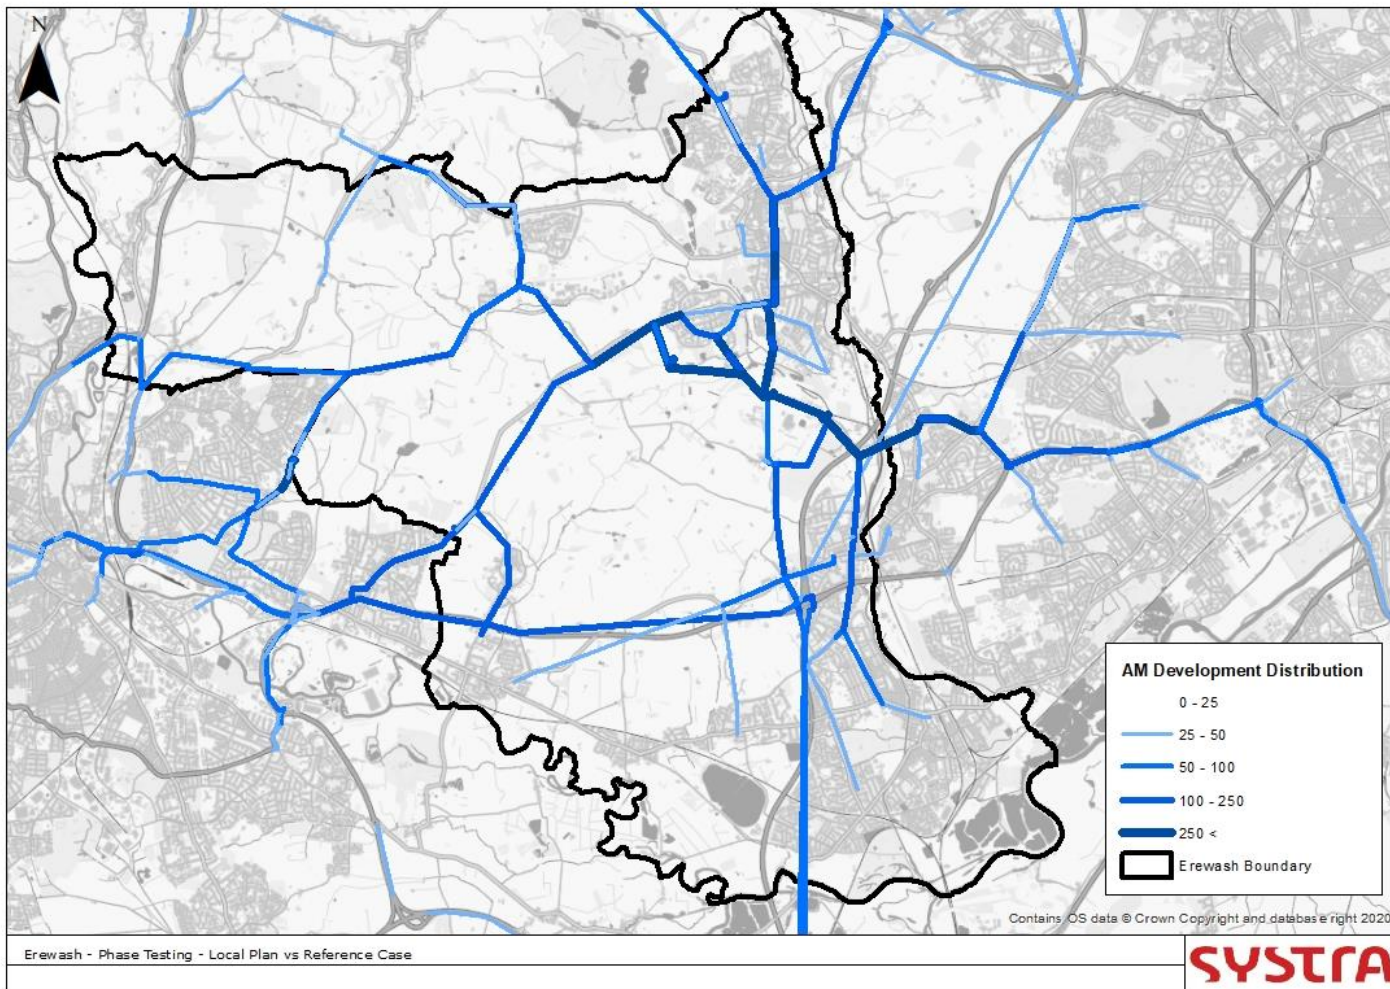 N
AM Development Distribution
0 - 25
25 - 50
50 - 100
100 - 250
250 <
Erewash Boundary
Contains OS data © Crown Copyright and database right 2020
Erewash - Phase Testing - Local Plan vs Reference Case
SYSTRA